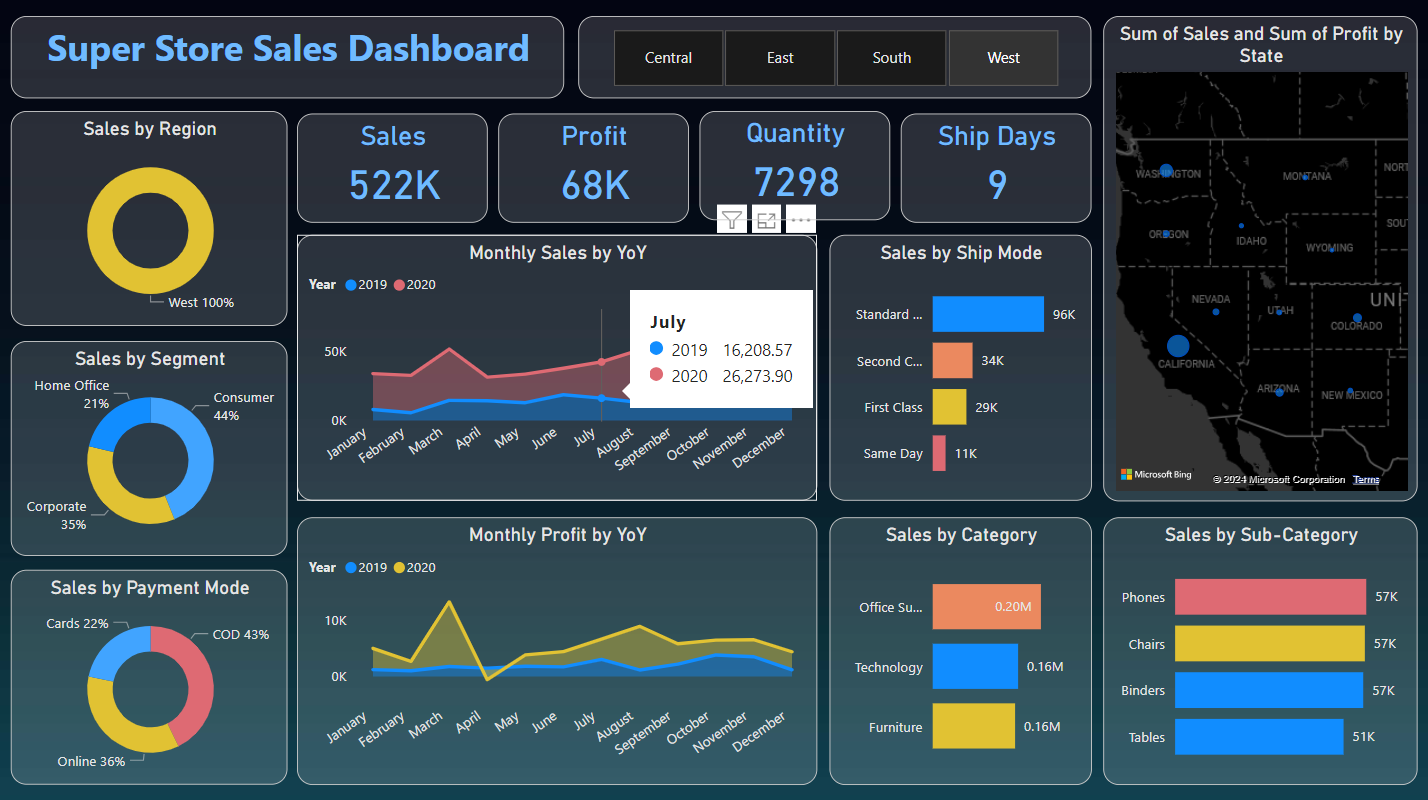 Super Store Sales Dashboard
Central
East
South
West
Sum of Sales and Sum of Profit by
State
WASHINGTON
MONTANA
NORT
OREGON
IDAHO
WYOMING
SOU
NEVADA
UNI
UTAH
COLORADO
CALIFORNIA
ARIZONA
NEW MEXICO
Microsoft Bing
© 2024 Microsoft Corporation Terms
Sales by Region
West 100%
Sales
522K
Profit
68K
Quantity
7298
Ship Days
9
Monthly Sales by YoY
Year 2019 2020
50K
0K
January
February
March
April
May
June
July
August
September
October
November
December
July
2019 16,208.57
2020 26,273.90
Sales by Ship Mode
Standard ... 96K
Second C... 34K
First Class 29K
Same Day 11K
Sales by Segment
Home Office
21%
Consumer
44%
Corporate
35%
Sales by Payment Mode
Cards 22%
COD 43%
Online 36%
Monthly Profit by YoY
Year 2019 2020
10K
0K
January
February
March
April
May
June
July
August
September
October
November
December
Sales by Category
Office Su... 0.20M
Technology 0.16M
Furniture 0.16M
Sales by Sub-Category
Phones 57K
Chairs 57K
Binders 57K
Tables 51K